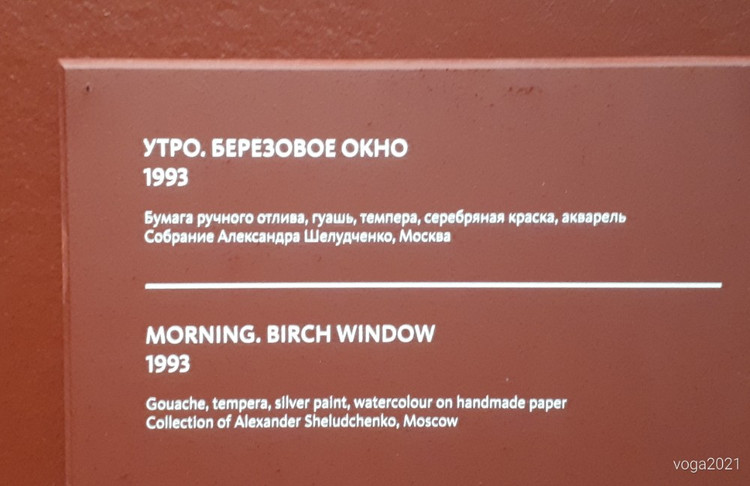 УТРО. БЕРЕЗОВОЕ ОКНО
1993
Бумага ручного отлива, гуашь, темпера, серебряная краска, акварель
Собрание Александра Шелудченко, Москва
MORNING. BIRCH WINDOW
1993
Gouache, tempera, silver paint, watercolour on handmade paper
Collection of Alexander Sheludchenko, Moscow
voga2021